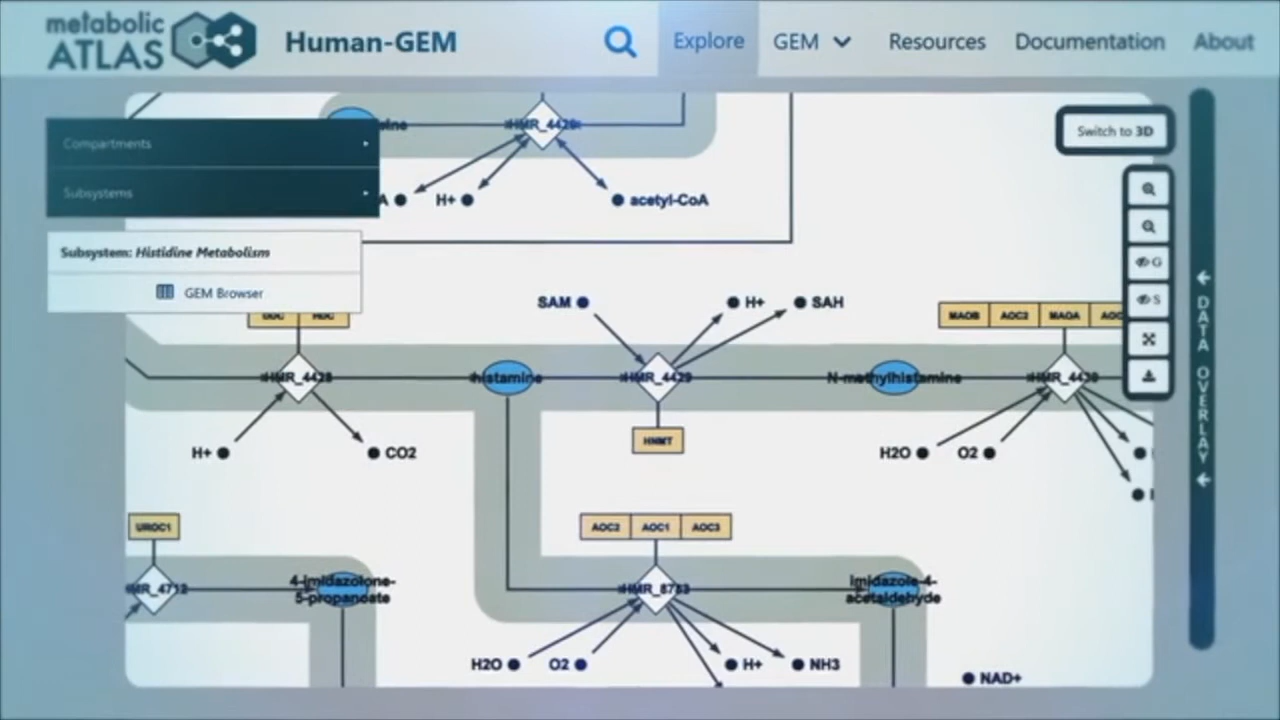 metabolic
ATLAS
Human-GEM
Explore
GEM
Resources
Documentation
About
Compartments
Subsystems
Subsystem: Histidine Metabolism
GEM Browser
Switch to 3D
G
S
DATA OVERLAY
H+
acetyl-CoA
SAM
H+
SAH
MAOB
AOC2
MAOA
histamine
HMR_4429
N-methylhistamine
H+
CO2
HNMT
H2O
O2
UROC1
AOC2
AOC1
AOC3
4-imidazolone-
5-propanoate
imidazole-4-
acetaldehyde
H2O
O2
H+
NH3
NAD+